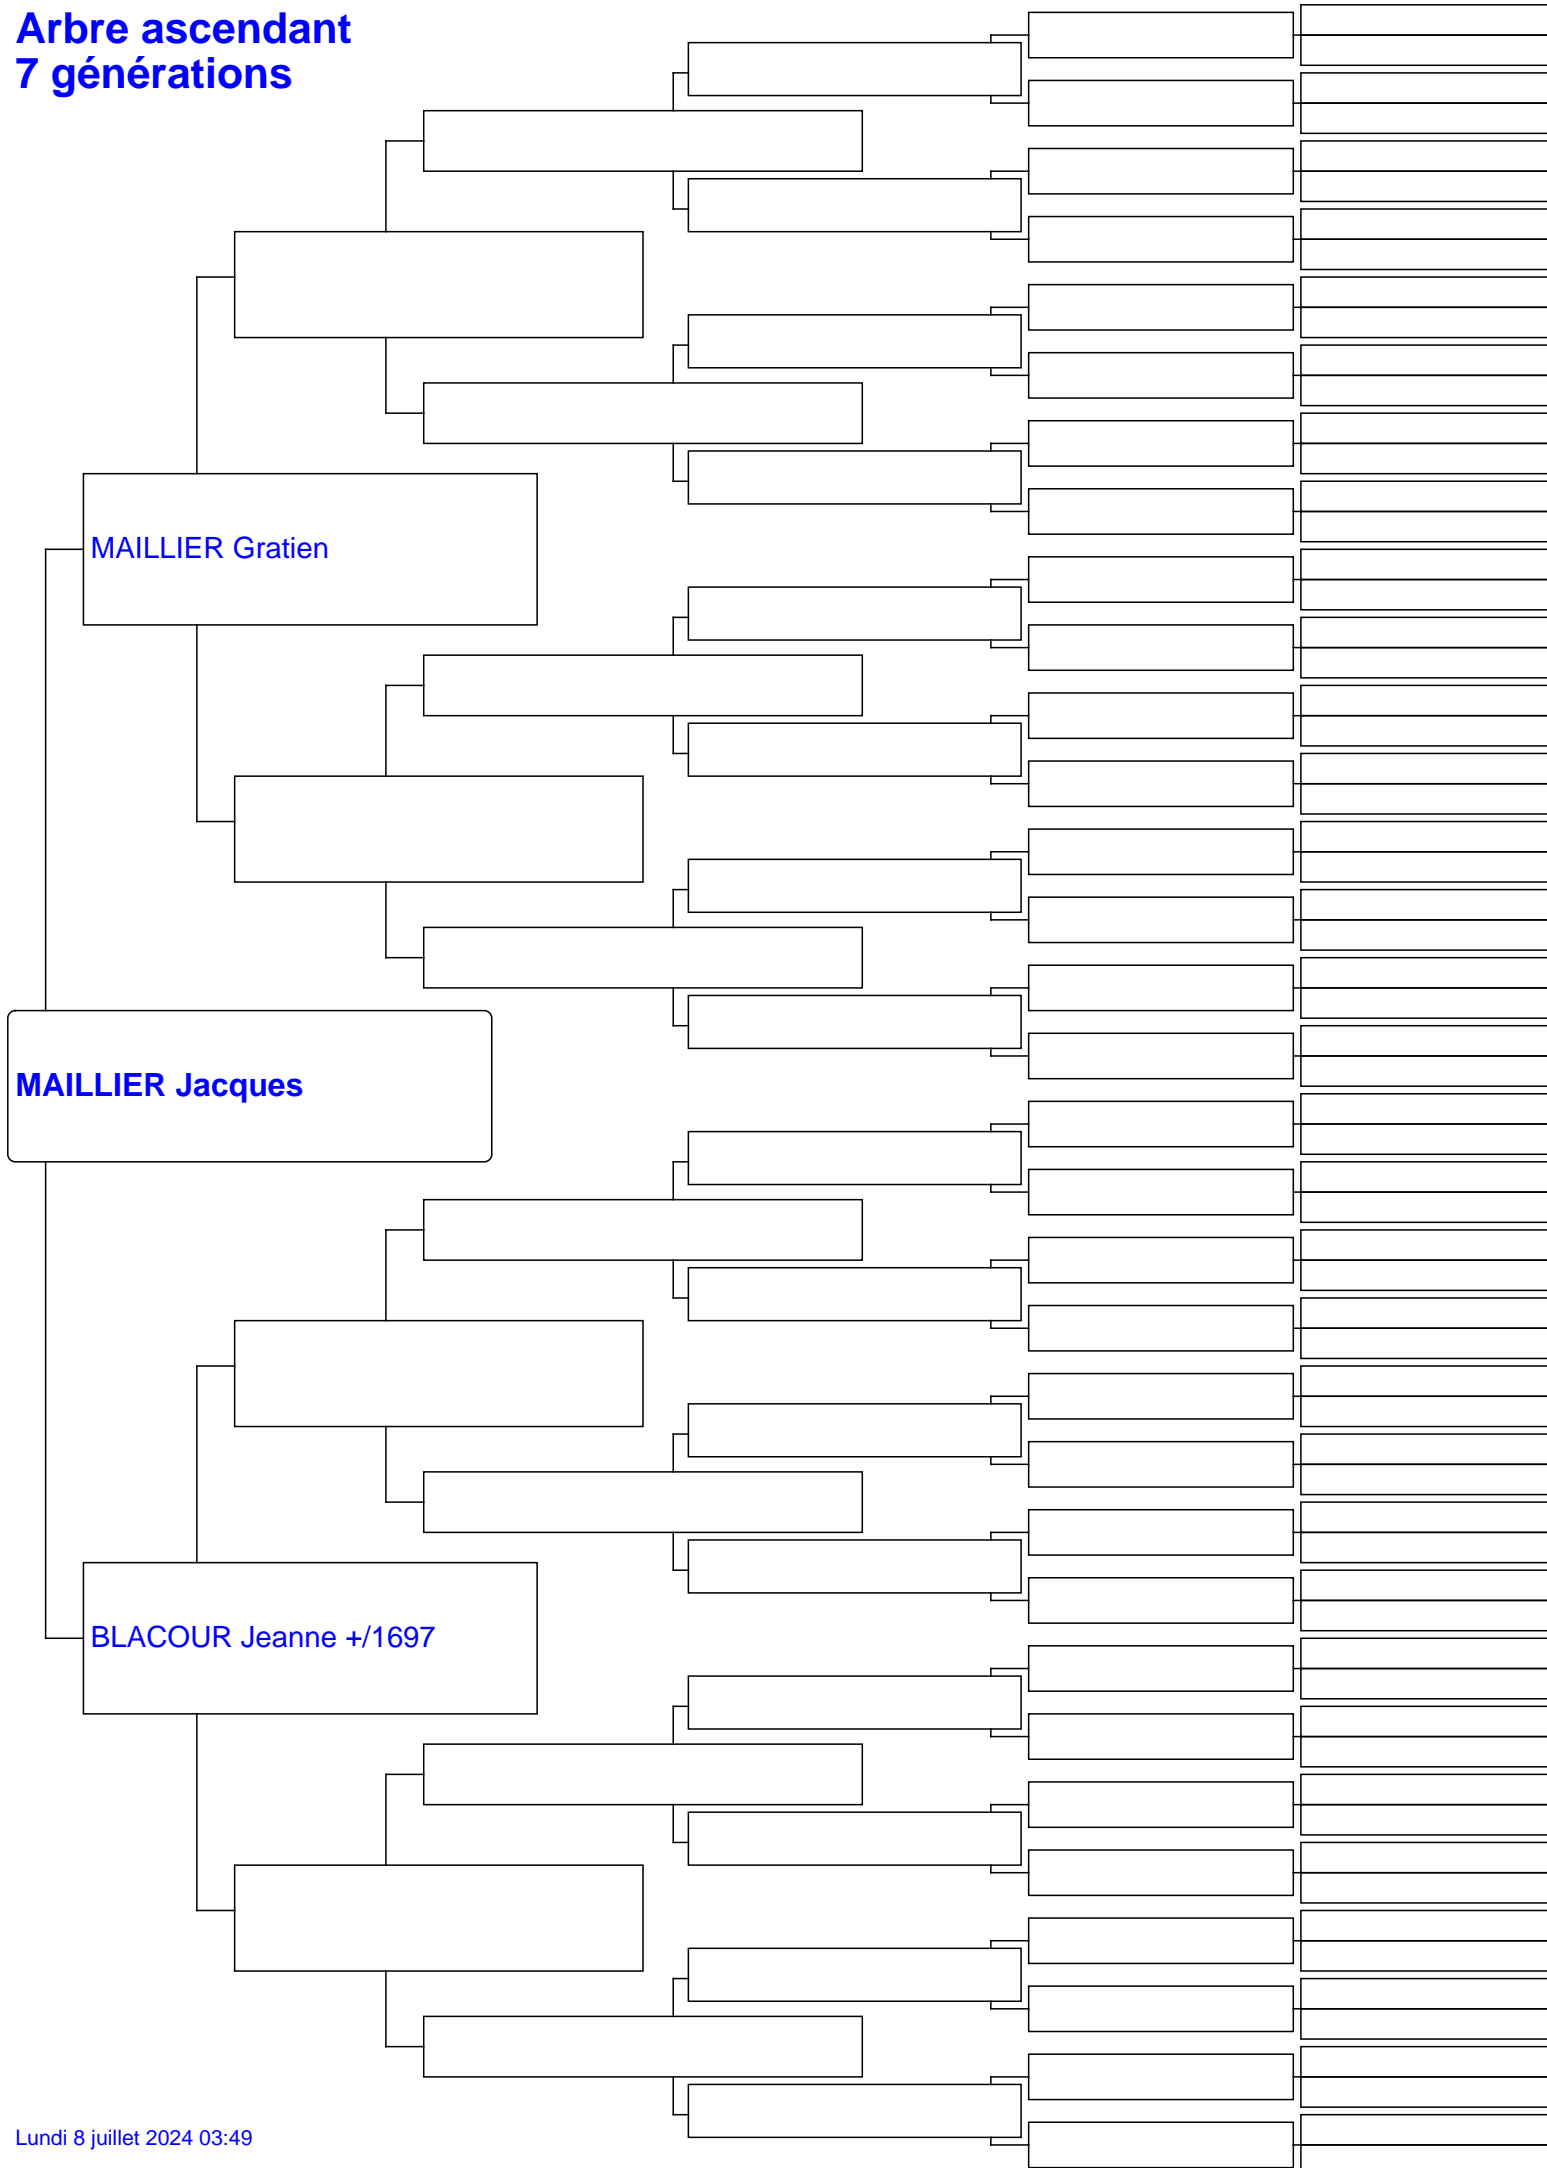 Arbre ascendant
7 générations
MAILLIER Gratien
MAILLIER Jacques
BLACOUR Jeanne +/1697
Lundi 8 juillet 2024 03:49